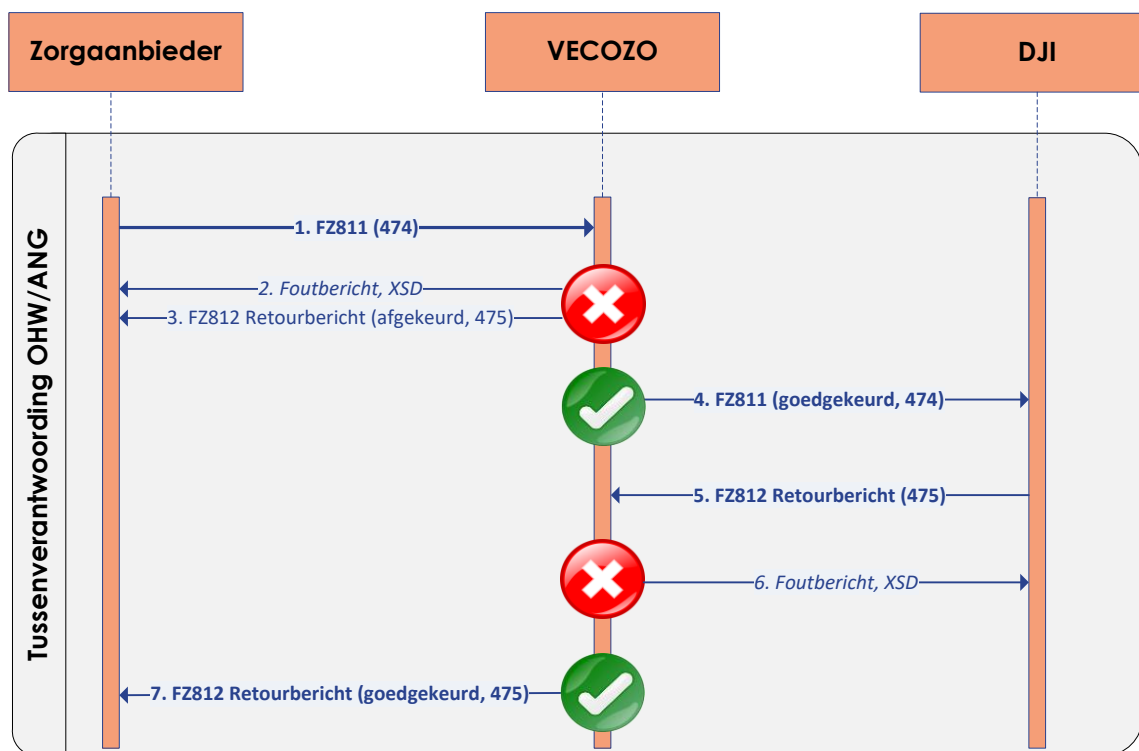 Zorgaanbieder
VECOZO
DJI
Tussenverantwoording OHW/ANG
1. FZ811 (474)
2. Foutbericht, XSD
3. FZ812 Retourbericht (afgekeurd, 475)
4. FZ811 (goedgekeurd, 474)
5. FZ812 Retourbericht (475)
6. Foutbericht, XSD
7. FZ812 Retourbericht (goedgekeurd, 475)